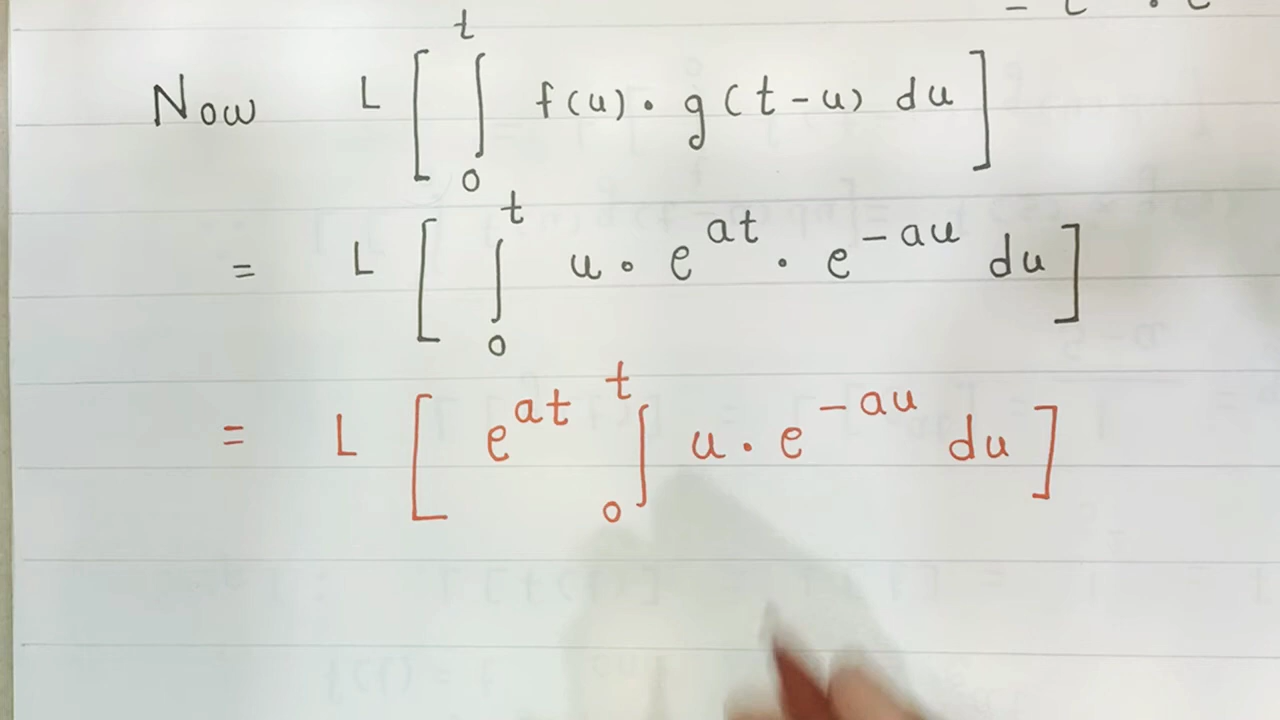 Now L [ ∫₀ᵗ f(u) · g(t-u) du ]
= L [ ∫₀ᵗ u · e^{at} · e^{-au} du ]
= L [ e^{at} ∫₀ᵗ u · e^{-au} du ]